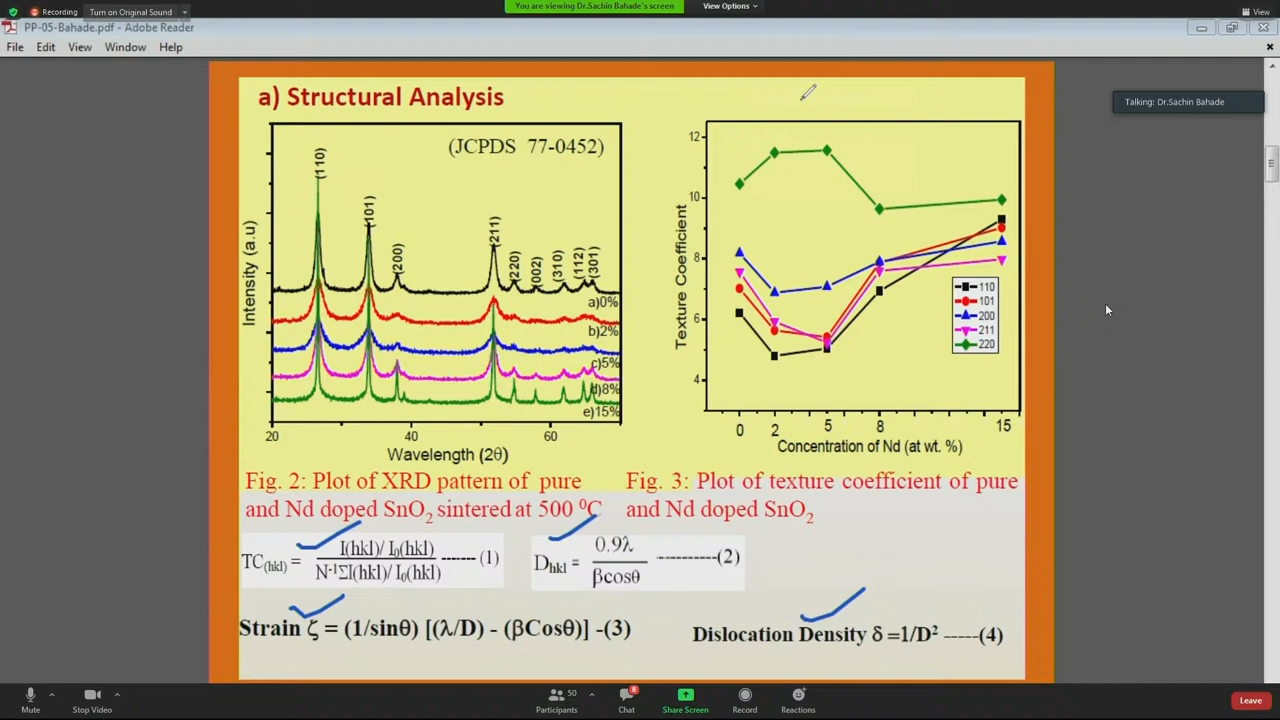 Recording
Turn on Original Sound
You are viewing Dr.Sachin Bahade's screen
View Options
View
PP-05-Bahade.pdf - Adobe Reader
File Edit View Window Help
Talking: Dr.Sachin Bahade
a) Structural Analysis
(JCPDS 77-0452)
(110)
(101)
(200)
(211)
(220)
(002)
(310)
(112)
(301)
a)0%
b)2%
c)5%
d)8%
e)15%
Intensity (a.u)
20 40 60
Wavelength (2θ)
12
10
8
6
4
Texture Coefficient
110
101
200
211
220
0 2 5 8 15
Concentration of Nd (at wt. %)
Fig. 2: Plot of XRD pattern of pure
and Nd doped SnO₂ sintered at 500 ⁰C
Fig. 3: Plot of texture coefficient of pure
and Nd doped SnO₂
TC(hkl) = I(hkl)/ I₀(hkl) ------- (1)
N⁻¹ΣI(hkl)/ I₀(hkl)
Dhkl = 0.9λ -----------(2)
βcosθ
Strain ζ = (1/sinθ) [(λ/D) - (βCosθ)] -(3)
Dislocation Density δ =1/D² -----(4)
Mute
Stop Video
50
Participants
8
Chat
Share Screen
Record
Reactions
Leave